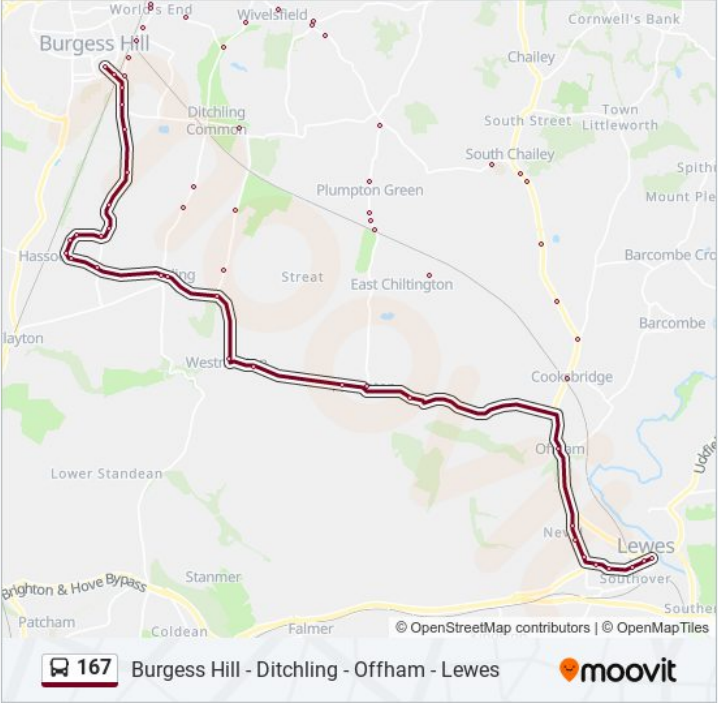 World's End
Wivelsfield
Cornwell's Bank
Burgess Hill
Chailey
Ditchling
Common
Town
Littleworth
South Street
South Chailey
Plumpton Green
Mount Ple
Barcombe Cro
Hasso
ling
Streat
East Chiltington
Barcombe
layton
Westm
Cooksbridge
Offham
Lower Standean
Uckfie
Lewes
Stanmer
Southover
Brighton & Hove Bypass
Patcham
Coldean
Falmer
Souther
© OpenStreetMap contributors | © OpenMapTiles
167 Burgess Hill - Ditchling - Offham - Lewes
moovit